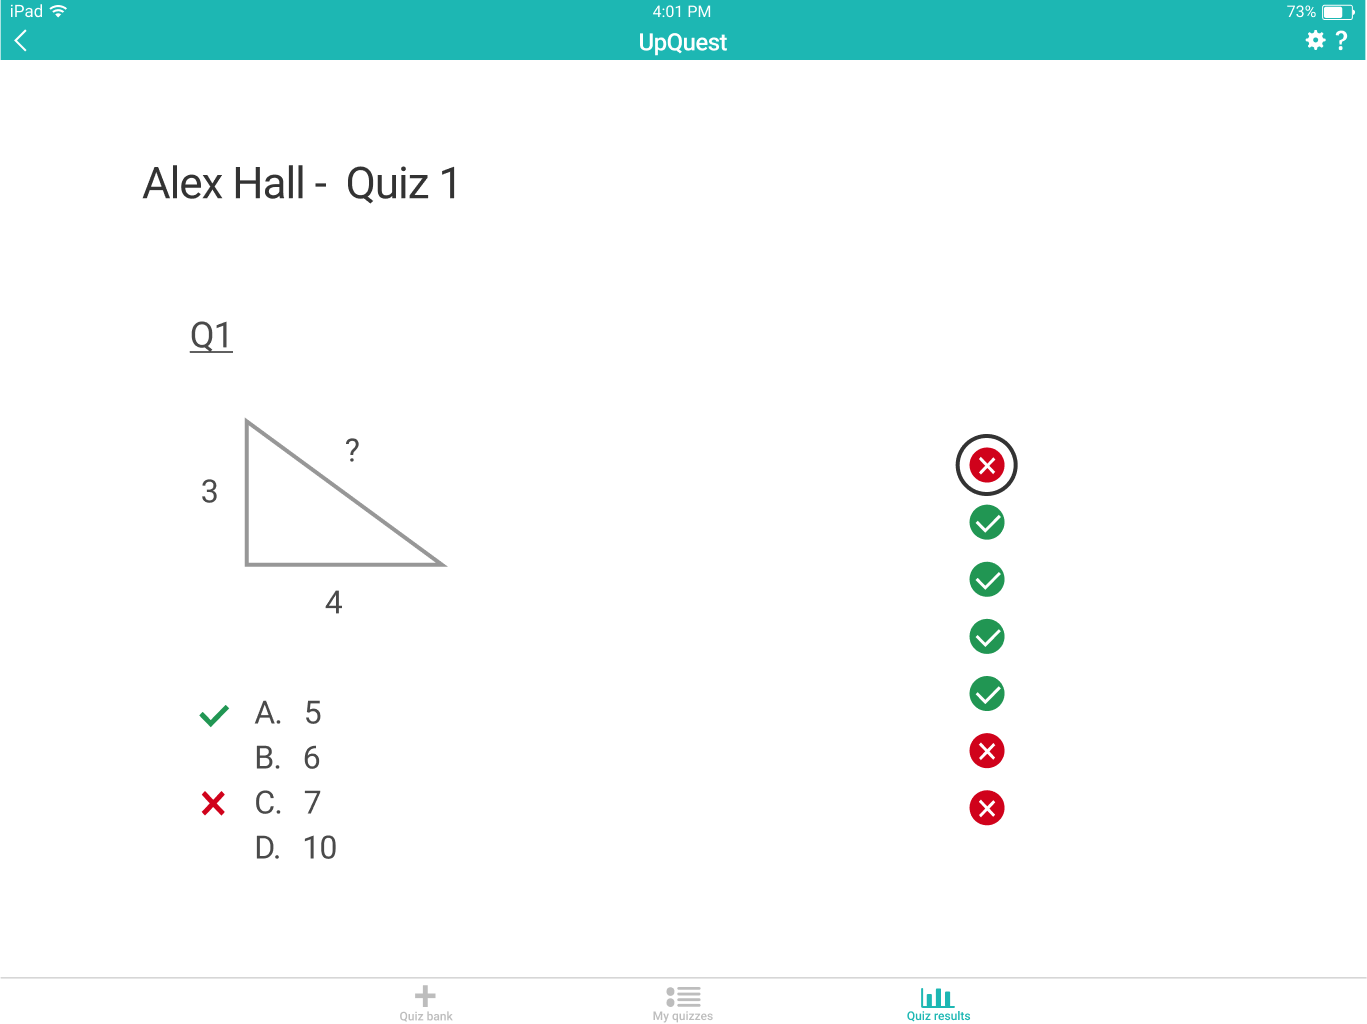 iPad 4:01 PM 73%
UpQuest ?
Alex Hall - Quiz 1
Q1
?
3
4
A. 5
B. 6
C. 7
D. 10
Quiz bank My quizzes Quiz results